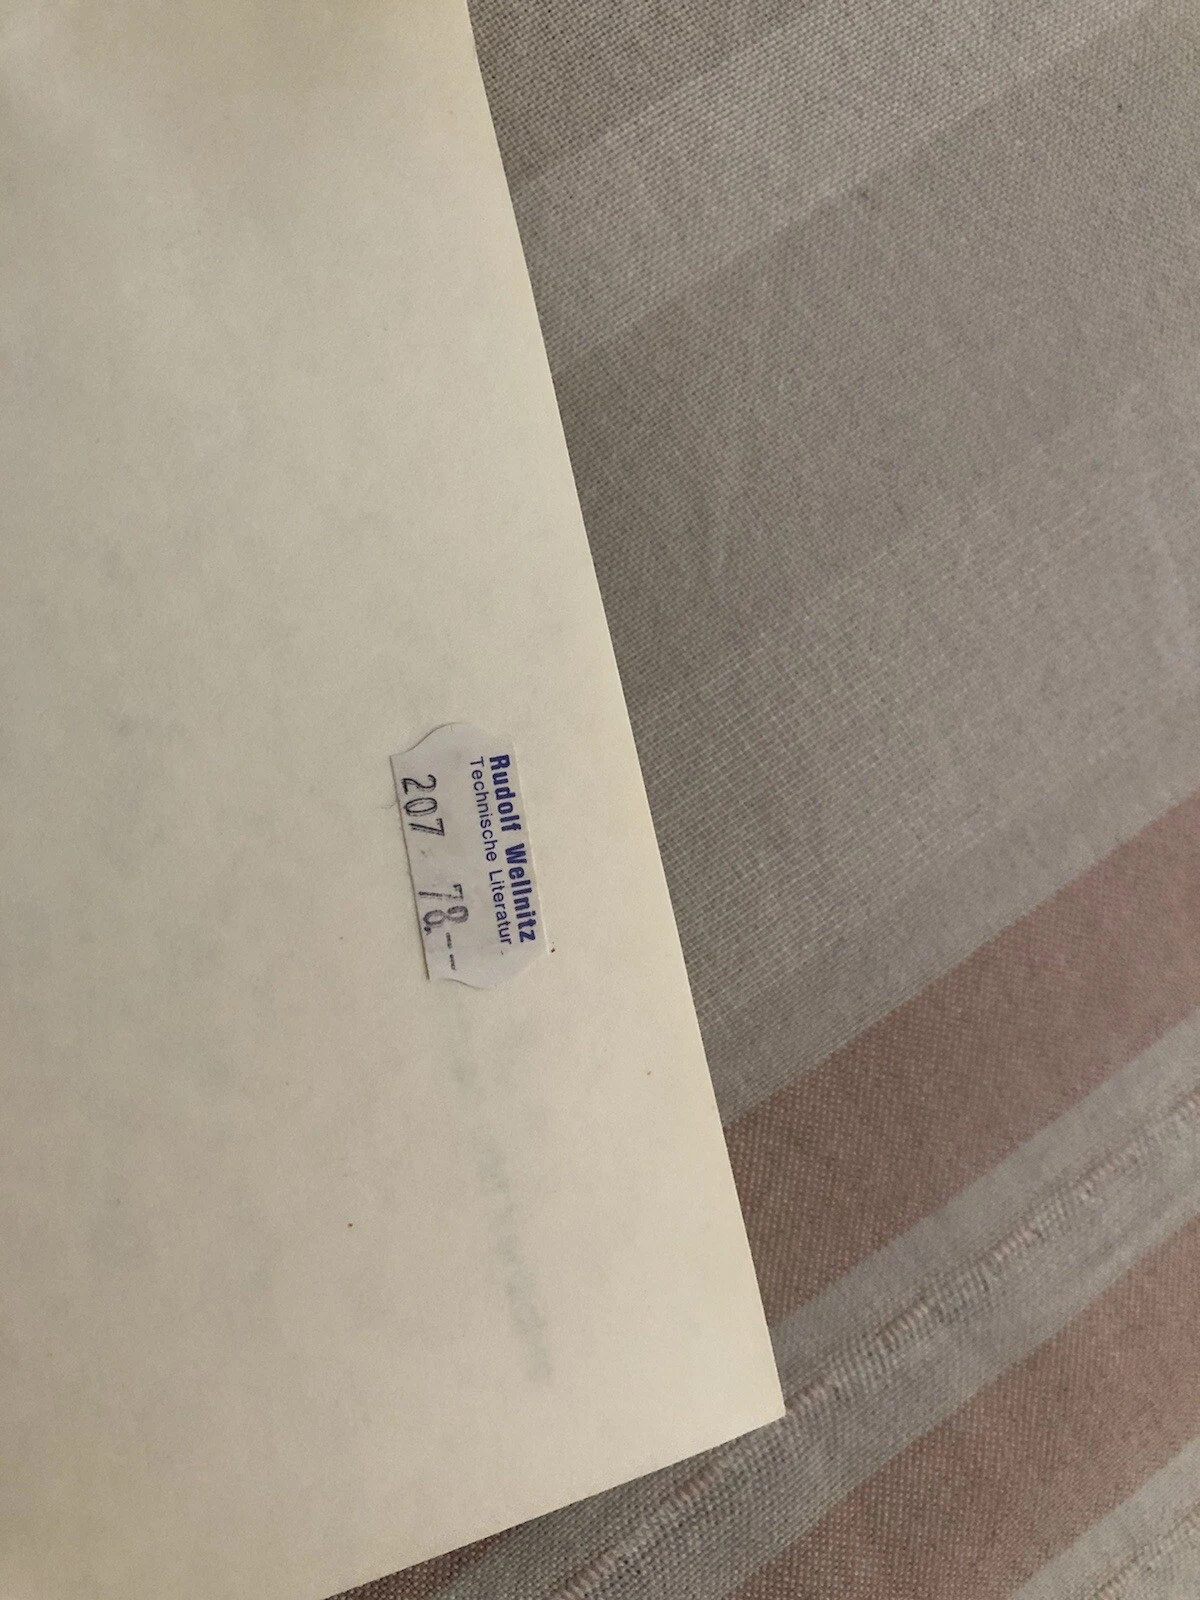 Rudolf Wellnitz
Technische Literatur
207 78.--